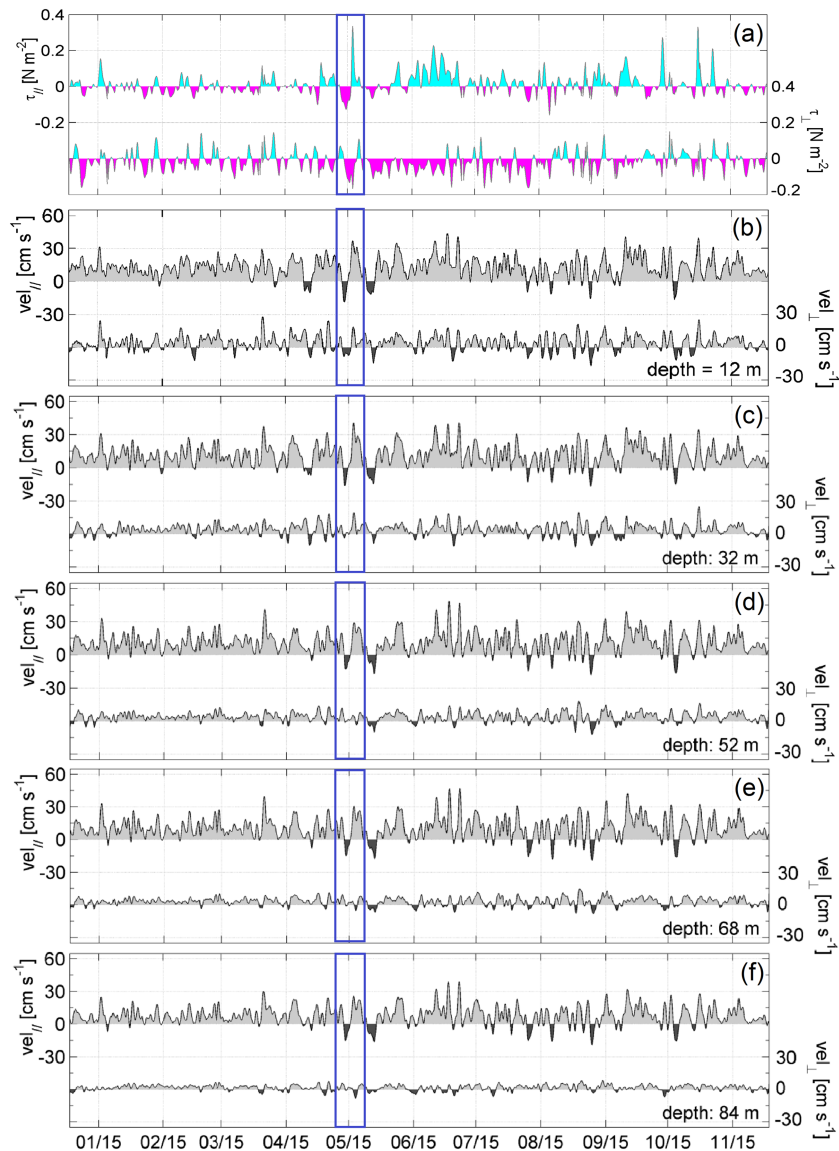 (a)
τ// [N m-2]
0.4
0.2
0
-0.2
0.4
0.2
0
-0.2
τ⊥ [N m-2]
(b)
vel// [cm s-1]
60
30
0
-30
30
0
-30
vel⊥ [cm s-1]
depth = 12 m
(c)
vel// [cm s-1]
60
30
0
-30
30
0
-30
vel⊥ [cm s-1]
depth: 32 m
(d)
vel// [cm s-1]
60
30
0
-30
30
0
-30
vel⊥ [cm s-1]
depth: 52 m
(e)
vel// [cm s-1]
60
30
0
-30
30
0
-30
vel⊥ [cm s-1]
depth: 68 m
(f)
vel// [cm s-1]
60
30
0
-30
30
0
-30
vel⊥ [cm s-1]
depth: 84 m
01/15 02/15 03/15 04/15 05/15 06/15 07/15 08/15 09/15 10/15 11/15